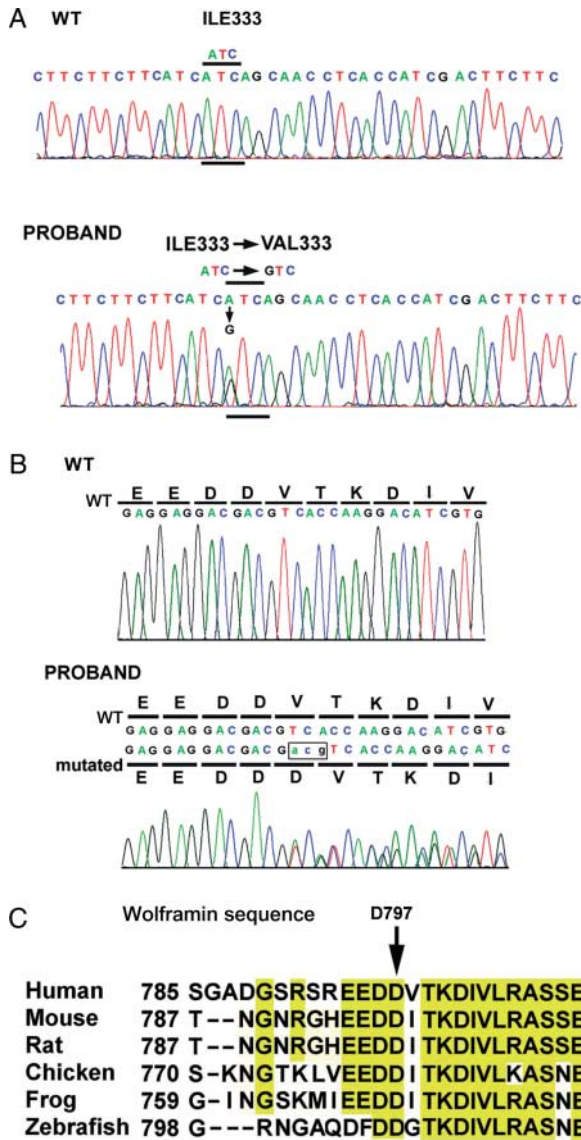 A
WT ILE333
ATC
CTTCTTCTTCATCATCAGCAACCTCACCATCGACTTCTTC
PROBAND
ILE333 → VAL333
ATC → GTC
CTTCTTCTTCATCATCAGCAACCTCACCATCGACTTCTTC
G
B
WT
WT E E D D V T K D I V
GAGGAGGACGACGTCACCAAGGACATCGTG
PROBAND
E E D D V T K D I V
WT
GAGGAGGACGACGTCACCAAGGACATCGTG
GAGGAGGACGACGacgTCACCAAGGACATC
mutated
E E D D D V T K D I
C
Wolframin sequence D797
Human 785 SGADGSRSREEDDVTKDIVLRASSE
Mouse 787 T--NGNRGHEEDDITKDIVLRASSE
Rat 787 T--NGNRGHEEDDITKDIVLRASSE
Chicken 770 S-KNGTKLVEEDDITKDIVLKASNE
Frog 759 G-INGSKMIEEDDITKDIVLRASNE
Zebrafish 798 G---RNGAQDFDDGTKDIVLRASNE